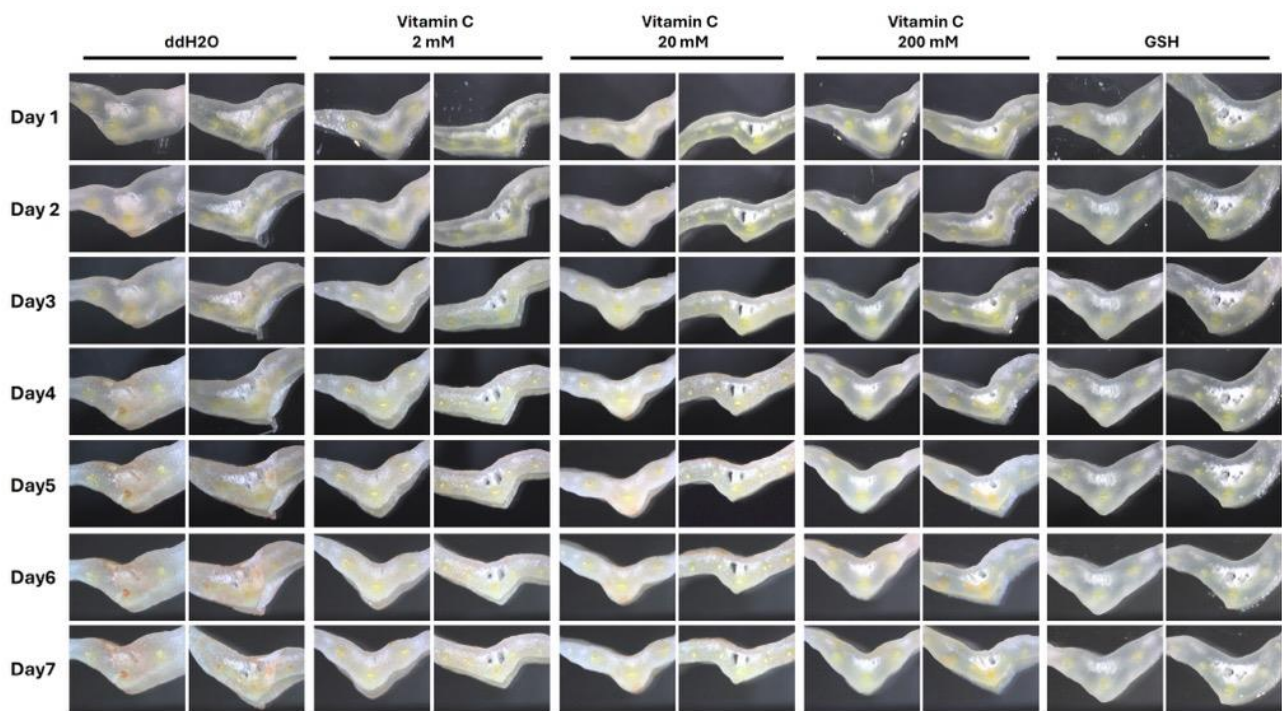 Vitamin C Vitamin C Vitamin C
ddH2O 2 mM 20 mM 200 mM GSH
Day 1
Day 2
Day3
Day4
Day5
Day6
Day7